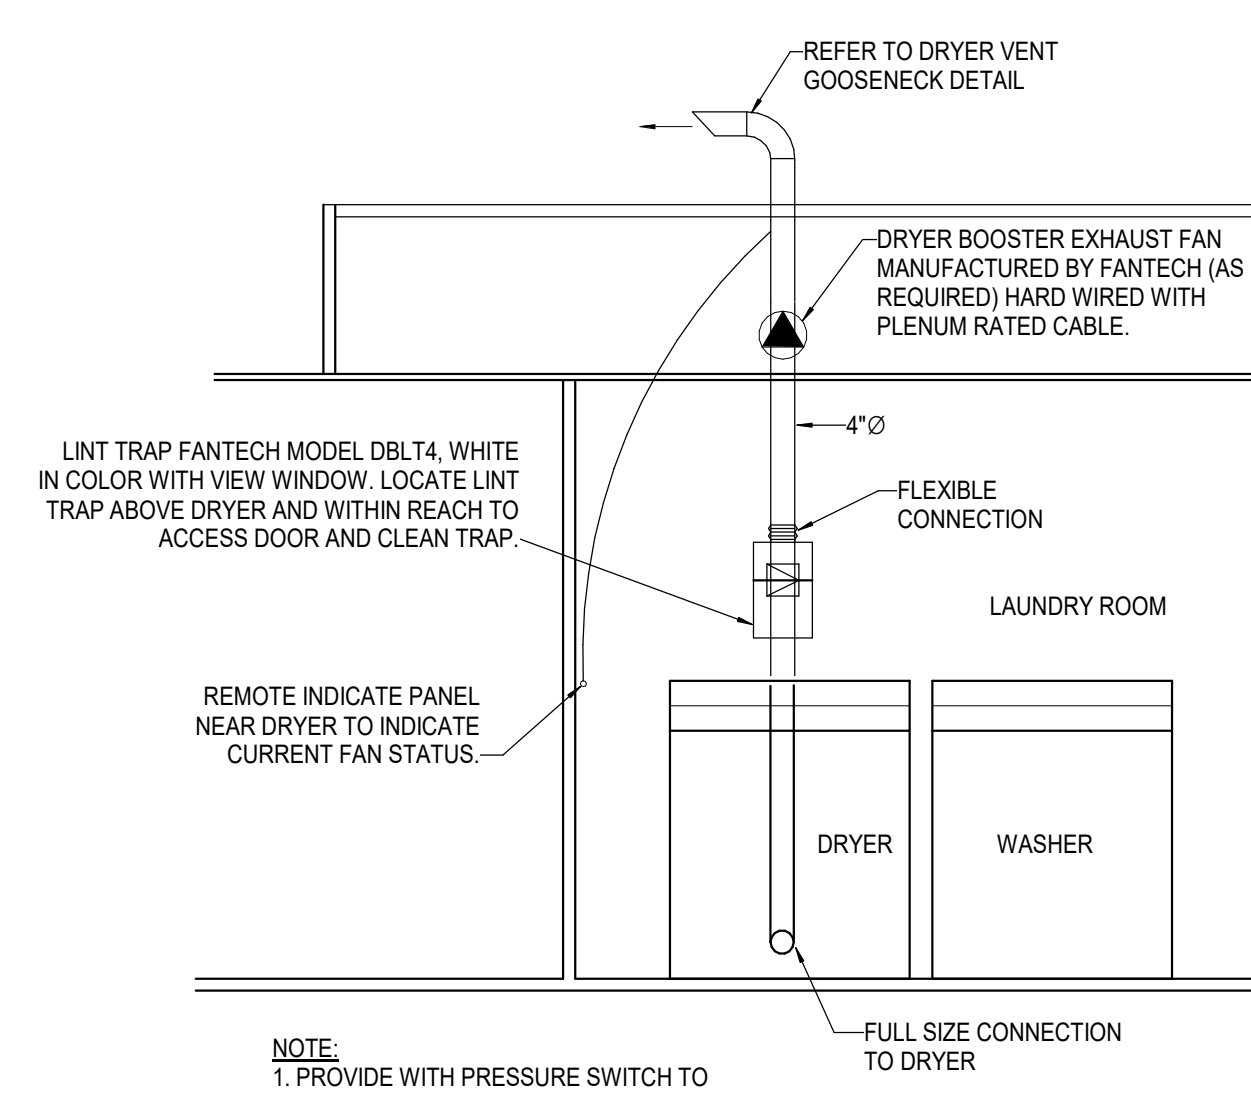 REFER TO DRYER VENT
GOOSENECK DETAIL
DRYER BOOSTER EXHAUST FAN
MANUFACTURED BY FANTECH (AS
REQUIRED) HARD WIRED WITH
PLENUM RATED CABLE.
4"Ø
LINT TRAP FANTECH MODEL DBLT4, WHITE
IN COLOR WITH VIEW WINDOW. LOCATE LINT
TRAP ABOVE DRYER AND WITHIN REACH TO
ACCESS DOOR AND CLEAN TRAP.
FLEXIBLE
CONNECTION
LAUNDRY ROOM
REMOTE INDICATE PANEL
NEAR DRYER TO INDICATE
CURRENT FAN STATUS.
DRYER
WASHER
FULL SIZE CONNECTION
TO DRYER
NOTE:
1. PROVIDE WITH PRESSURE SWITCH TO